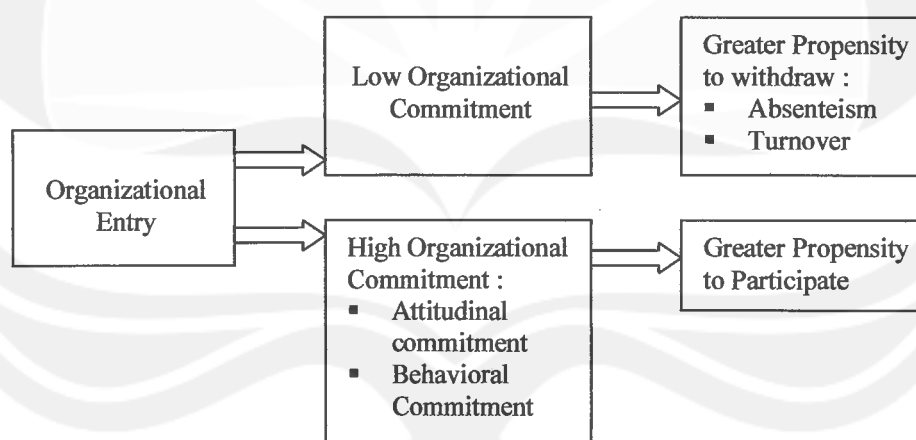 Organizational
Entry
Low Organizational
Commitment
Greater Propensity
to withdraw :
▪ Absenteism
▪ Turnover
High Organizational
Commitment :
▪ Attitudinal
commitment
▪ Behavioral
Commitment
Greater Propensity
to Participate